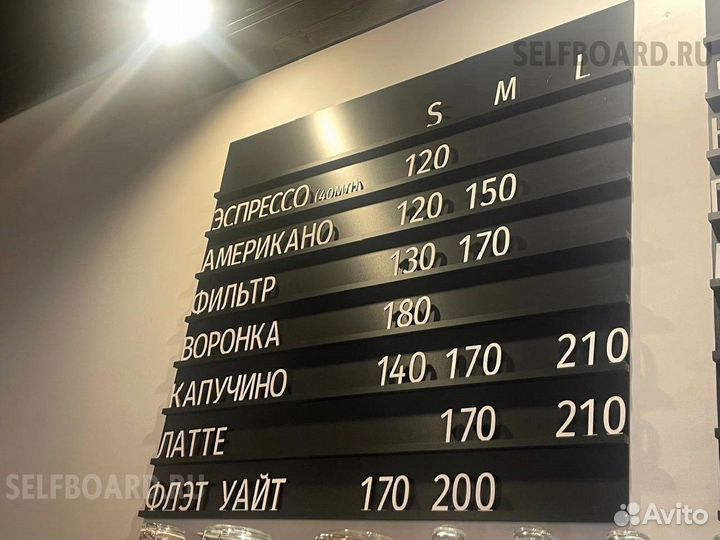 SELFBOARD.RU
S M L
ЭСПРЕССО (40МЛ) 120
АМЕРИКАНО 120 150
ФИЛЬТР 130 170
ВОРОНКА 180
КАПУЧИНО 140 170 210
ЛАТТЕ 170 210
ФЛЭТ УАЙТ 170 200
SELFBOARD.RU
Avito